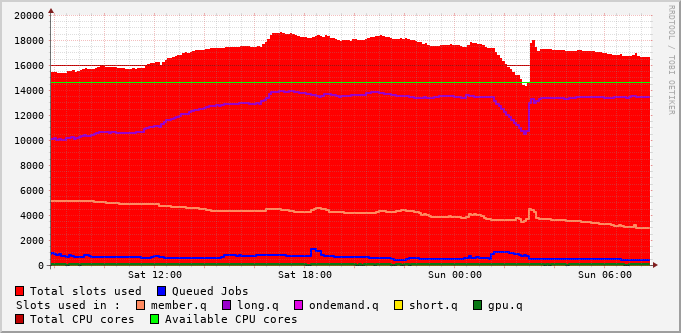 20000
18000
16000
14000
12000
10000
8000
6000
4000
2000
0
Sat 12:00 Sat 18:00 Sun 00:00 Sun 06:00
Total slots used Queued Jobs
Slots used in : member.q long.q ondemand.q short.q gpu.q
Total CPU cores Available CPU cores
RRDTOOL / TOBI OETIKER